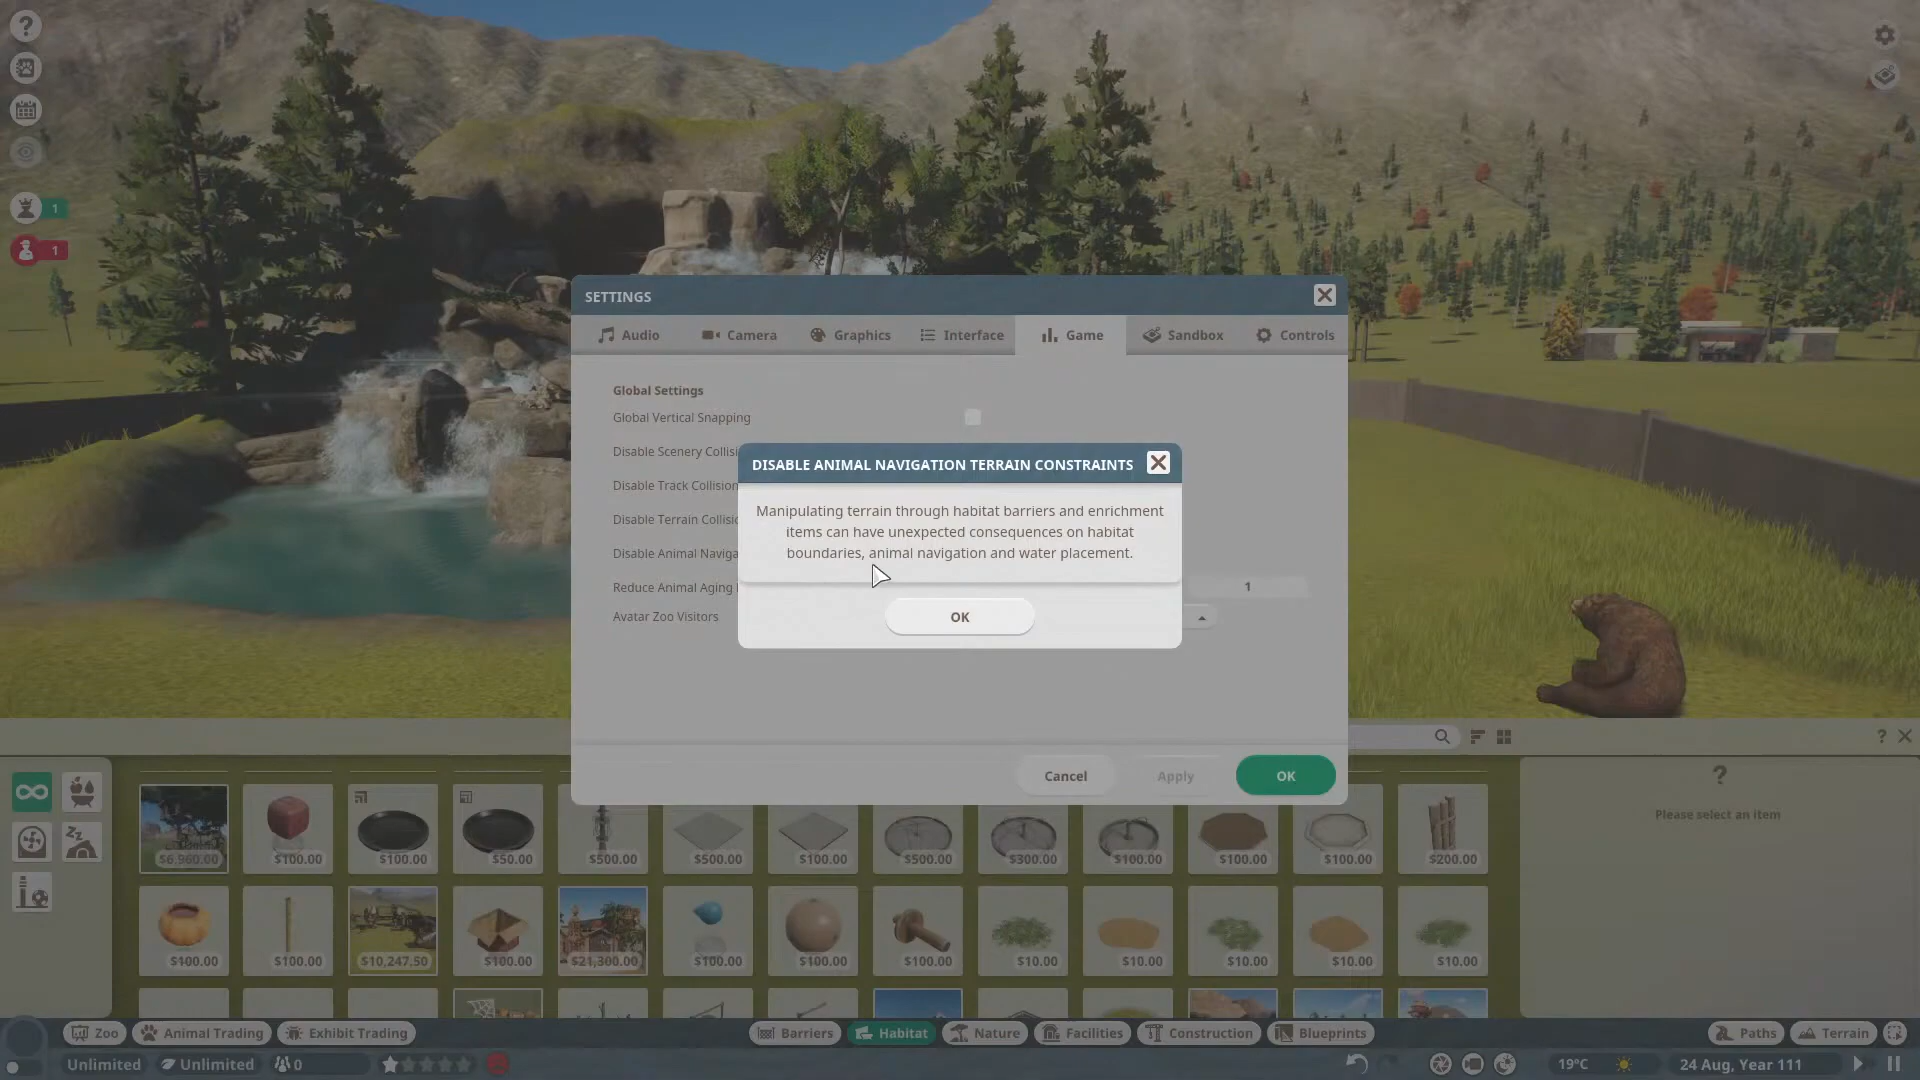 ?
1
1
SETTINGS
Audio
Camera
Graphics
Interface
Game
Sandbox
Controls
Global Settings
Global Vertical Snapping
Disable Scenery Collisi
Disable Track Collision
Disable Terrain Collisio
Disable Animal Naviga
Reduce Animal Aging
1
Avatar Zoo Visitors
DISABLE ANIMAL NAVIGATION TERRAIN CONSTRAINTS
Manipulating terrain through habitat barriers and enrichment
items can have unexpected consequences on habitat
boundaries, animal navigation and water placement.
OK
Cancel
Apply
OK
?
?
Please select an item
$6,960.00
$100.00
$100.00
$50.00
$500.00
$500.00
$100.00
$500.00
$300.00
$100.00
$100.00
$100.00
$200.00
$100.00
$100.00
$10,247.50
$100.00
$21,300.00
$100.00
$100.00
$100.00
$10.00
$10.00
$10.00
$10.00
$10.00
Zoo
Animal Trading
Exhibit Trading
Barriers
Habitat
Nature
Facilities
Construction
Blueprints
Paths
Terrain
Unlimited
Unlimited
0
19°C
24 Aug, Year 111